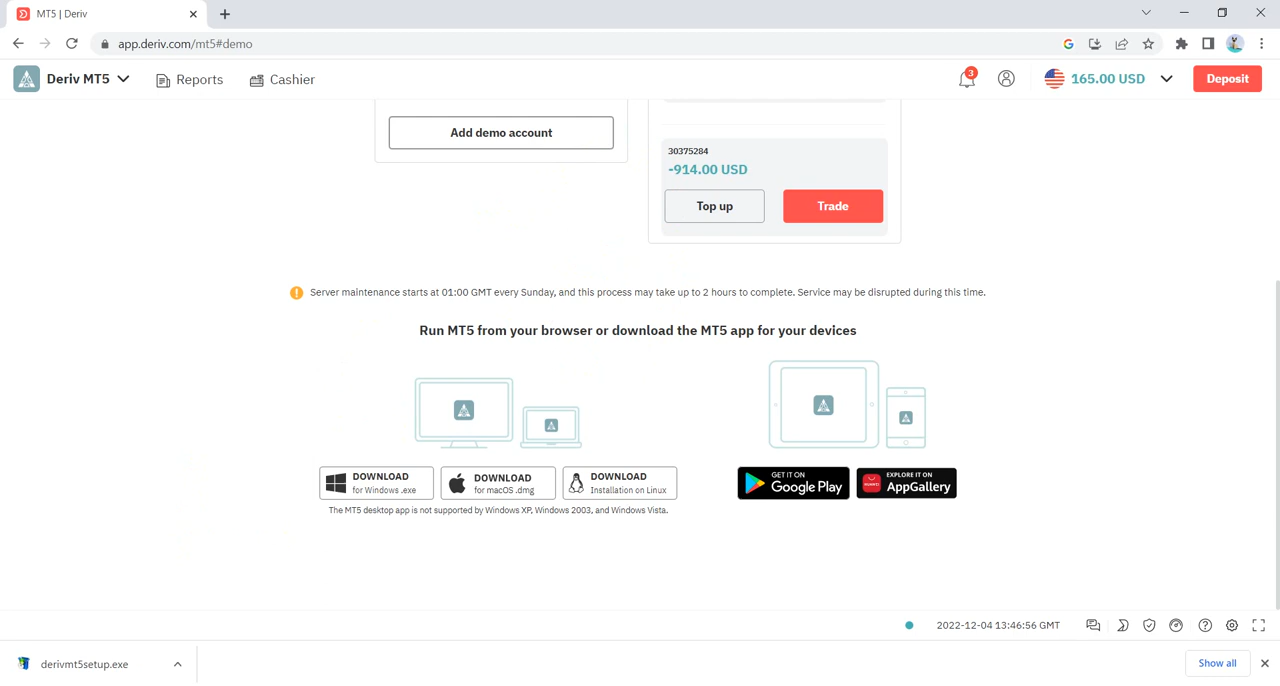 MT5 | Deriv
app.deriv.com/mt5#demo
Deriv MT5
Reports
Cashier
3
165.00 USD
Deposit
Add demo account
30375284
-914.00 USD
Top up
Trade
Server maintenance starts at 01:00 GMT every Sunday, and this process may take up to 2 hours to complete. Service may be disrupted during this time.
Run MT5 from your browser or download the MT5 app for your devices
DOWNLOAD
for Windows .exe
DOWNLOAD
for macOS .dmg
DOWNLOAD
Installation on Linux
GET IT ON
Google Play
EXPLORE IT ON
AppGallery
The MT5 desktop app is not supported by Windows XP, Windows 2003, and Windows Vista.
2022-12-04 13:46:56 GMT
derivmt5setup.exe
Show all